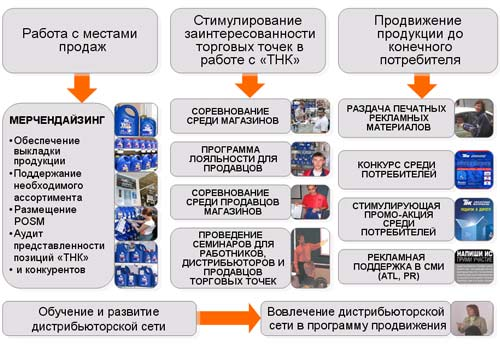 Работа с местами
продаж
Стимулирование
заинтересованности
торговых точек в
работе с «ТНК»
Продвижение
продукции до
конечного
потребителя
МЕРЧЕНДАЙЗИНГ
•Обеспечение
выкладки
продукции
•Поддержание
необходимого
ассортимента
•Размещение
POSM
•Аудит
представленности
позиций «ТНК»
•и конкурентов
СОРЕВНОВАНИЕ
СРЕДИ МАГАЗИНОВ
ПРОГРАММА
ЛОЯЛЬНОСТИ ДЛЯ
ПРОДАВЦОВ
СОРЕВНОВАНИЕ
СРЕДИ ПРОДАВЦОВ
МАГАЗИНОВ
ПРОВЕДЕНИЕ
СЕМИНАРОВ ДЛЯ
РАБОТНИКОВ,
ДИСТРИБЬЮТОРОВ И
ПРОДАВЦОВ
ТОРГОВЫХ ТОЧЕК
РАЗДАЧА ПЕЧАТНЫХ
РЕКЛАМНЫХ
МАТЕРИАЛОВ
КОНКУРС СРЕДИ
ПОТРЕБИТЕЛЕЙ
СТИМУЛИРУЮЩАЯ
ПРОМО-АКЦИЯ
СРЕДИ
ПОТРЕБИТЕЛЕЙ
РЕКЛАМНАЯ
ПОДДЕРЖКА В СМИ
(ATL, PR)
НАПИШИ
Обучение и развитие
дистрибьюторской сети
Вовлечение дистрибьюторской
сети в программу продвижения